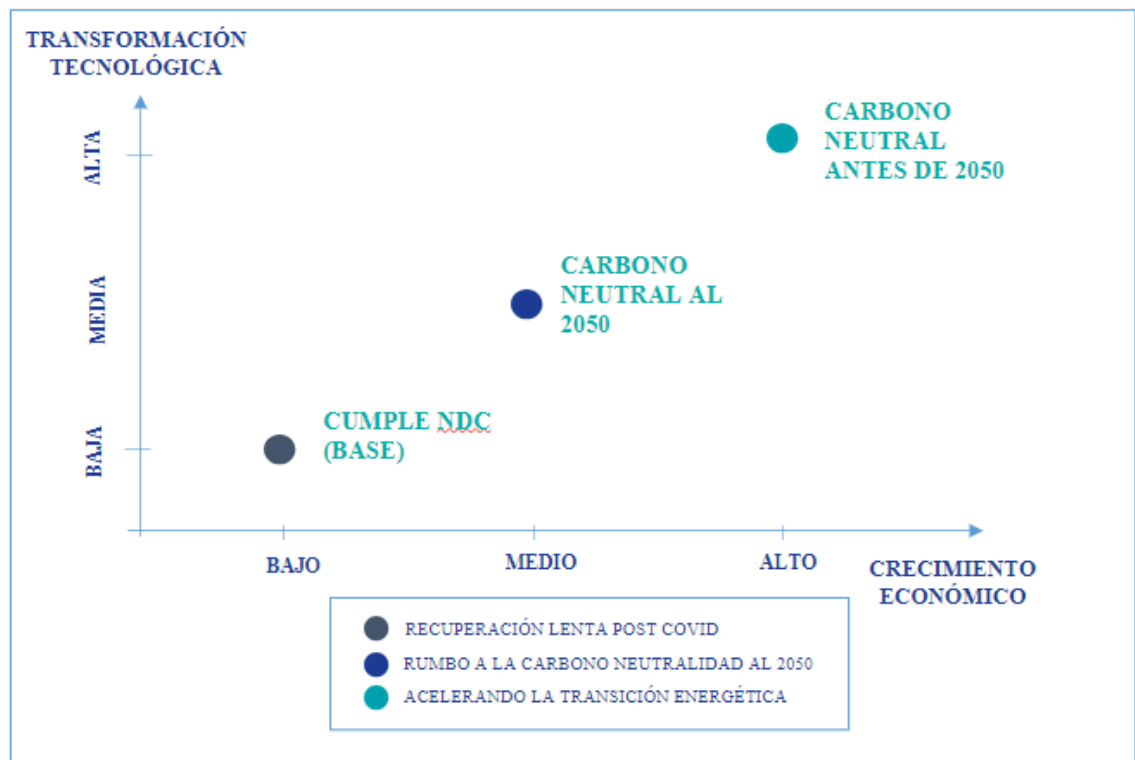 TRANSFORMACIÓN
TECNOLÓGICA
ALTA
MEDIA
BAJA
CARBONO
NEUTRAL
ANTES DE 2050
CARBONO
NEUTRAL AL
2050
CUMPLE NDC
(BASE)
BAJO
MEDIO
ALTO
CRECIMIENTO
ECONÓMICO
RECUPERACIÓN LENTA POST COVID
RUMBO A LA CARBONO NEUTRALIDAD AL 2050
ACELERANDO LA TRANSICIÓN ENERGÉTICA